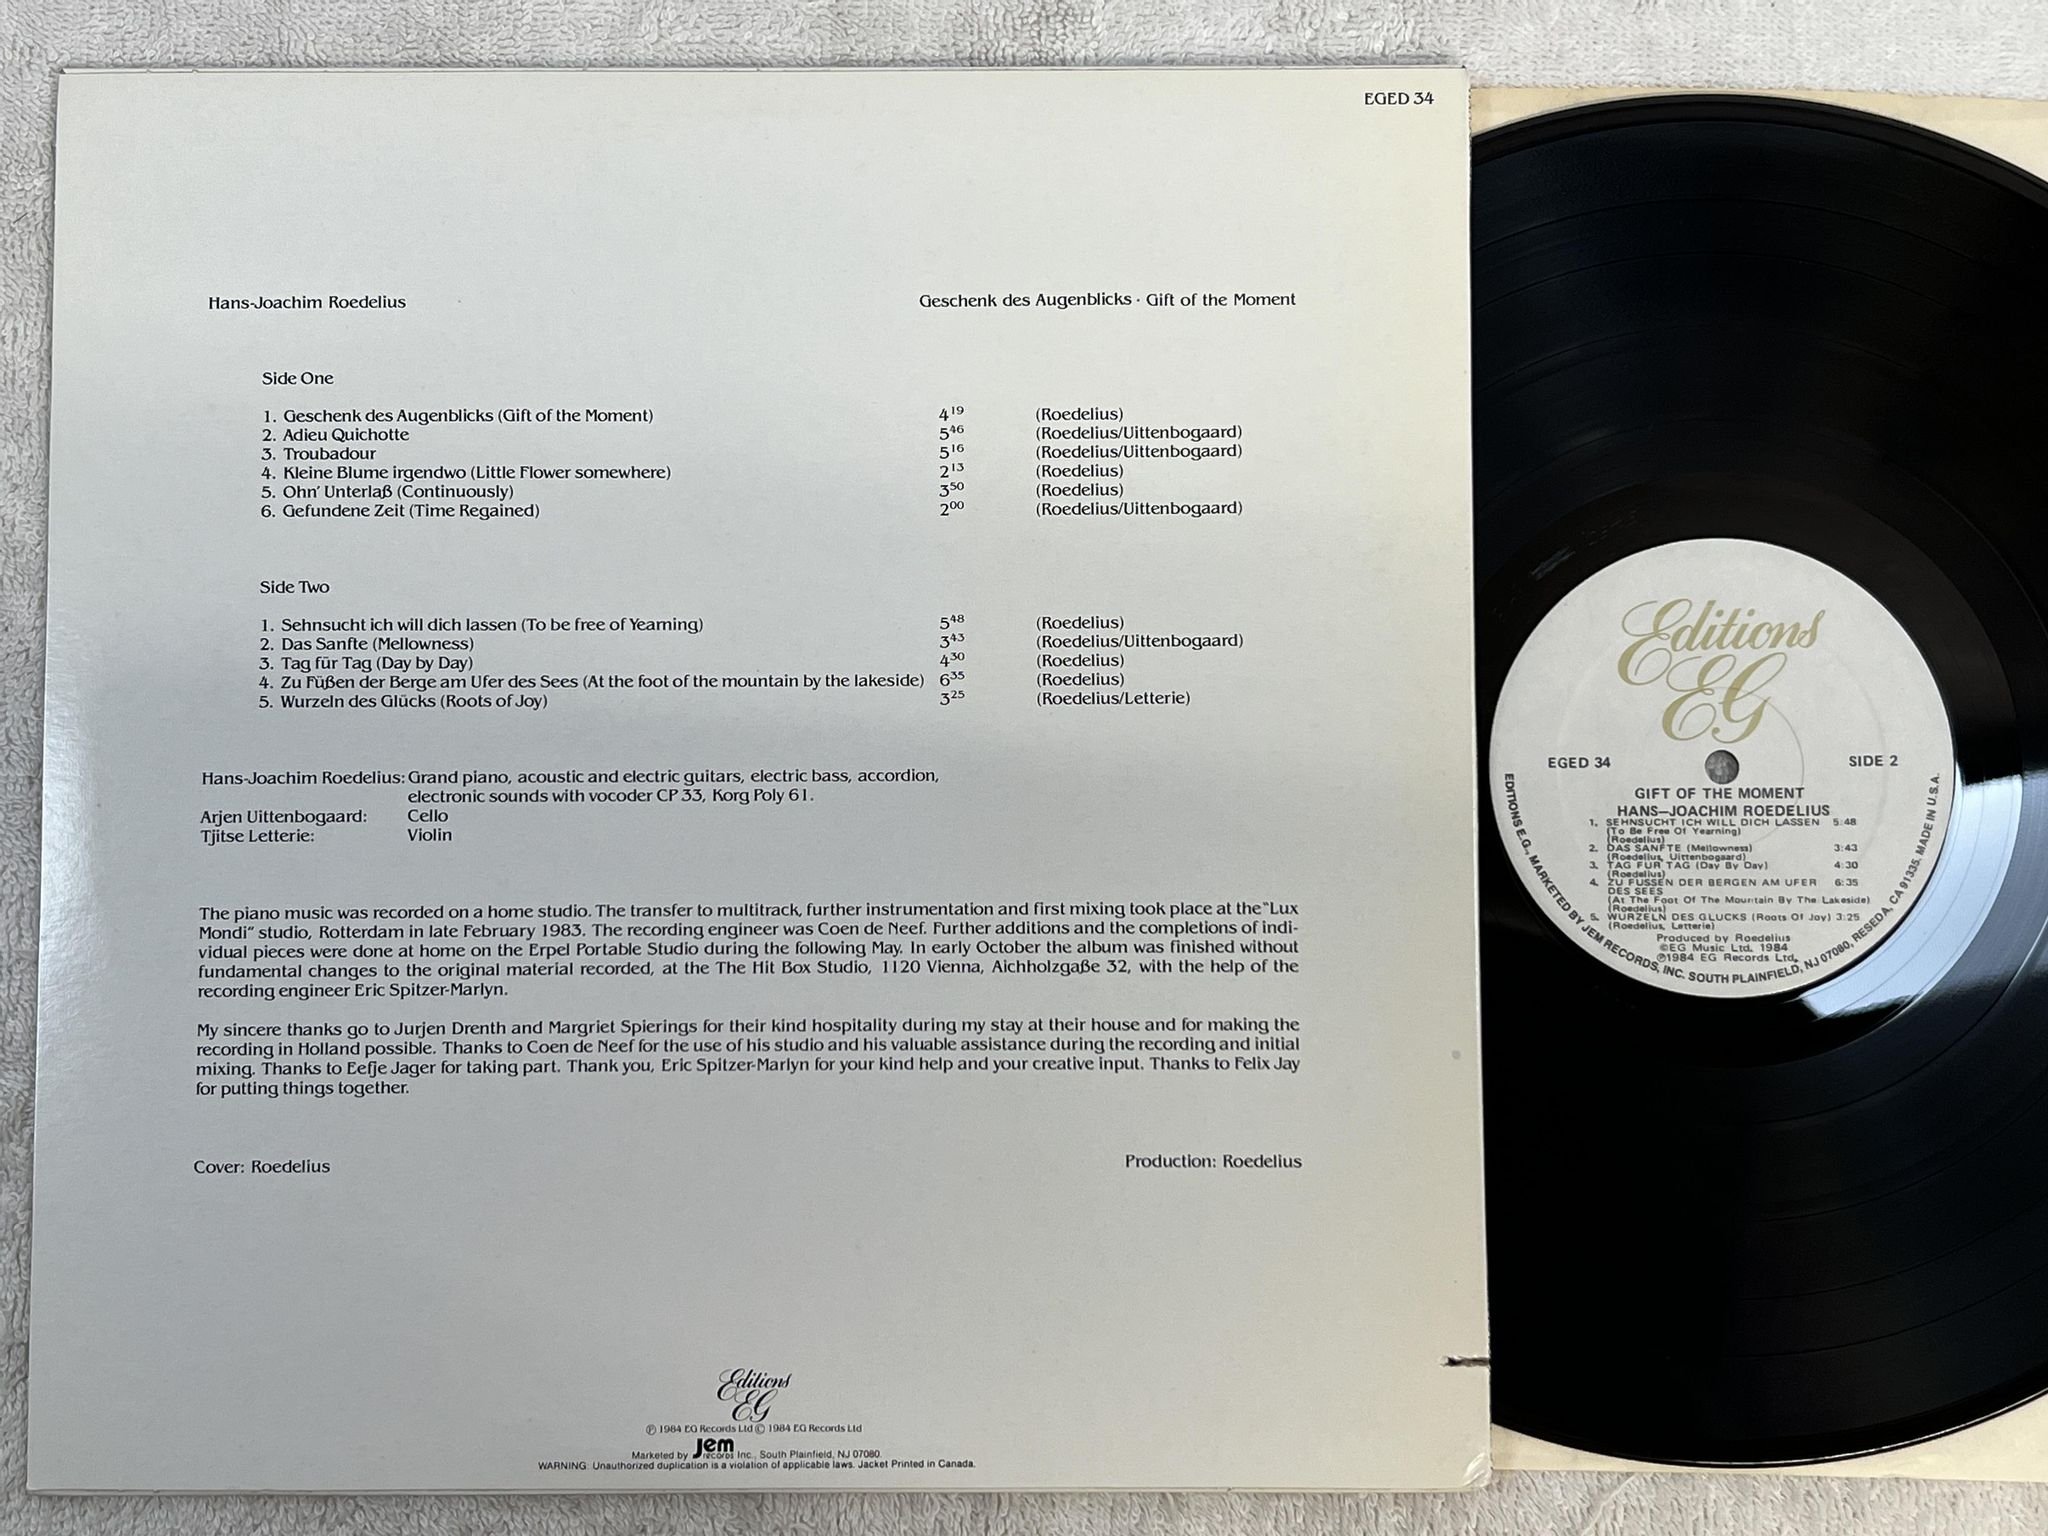 EGED 34
Hans-Joachim Roedelius
Geschenk des Augenblicks · Gift of the Moment
Side One
1. Geschenk des Augenblicks (Gift of the Moment) 4 19 (Roedelius)
2. Adieu Quichotte 5 46 (Roedelius/Uittenbogaard)
3. Troubadour 5 16 (Roedelius/Uittenbogaard)
4. Kleine Blume irgendwo (Little Flower somewhere) 2 13 (Roedelius)
5. Ohn' Unterlaß (Continuously) 3 50 (Roedelius)
6. Gefundene Zeit (Time Regained) 2 00 (Roedelius/Uittenbogaard)
Side Two
1. Sehnsucht ich will dich lassen (To be free of Yearning) 5 48 (Roedelius)
2. Das Sanfte (Mellowness) 3 43 (Roedelius/Uittenbogaard)
3. Tag für Tag (Day by Day) 4 30 (Roedelius)
4. Zu Füßen der Berge am Ufer des Sees (At the foot of the mountain by the lakeside) 6 35 (Roedelius)
5. Wurzeln des Glücks (Roots of Joy) 3 25 (Roedelius/Letterie)
Hans-Joachim Roedelius: Grand piano, acoustic and electric guitars, electric bass, accordion,
electronic sounds with vocoder CP 33, Korg Poly 61.
Arjen Uittenbogaard: Cello
Tjitse Letterie: Violin
The piano music was recorded on a home studio. The transfer to multitrack, further instrumentation and first mixing took place at the "Lux
Mondi" studio, Rotterdam in late February 1983. The recording engineer was Coen de Neef. Further additions and the completions of indi-
vidual pieces were done at home on the Erpel Portable Studio during the following May. In early October the album was finished without
fundamental changes to the original material recorded, at the The Hit Box Studio, 1120 Vienna, Aichholzgaße 32, with the help of the
recording engineer Eric Spitzer-Marlyn.
My sincere thanks go to Jurjen Drenth and Margriet Spierings for their kind hospitality during my stay at their house and for making the
recording in Holland possible. Thanks to Coen de Neef for the use of his studio and his valuable assistance during the recording and initial
mixing. Thanks to Eefje Jager for taking part. Thank you, Eric Spitzer-Marlyn for your kind help and your creative input. Thanks to Felix Jay
for putting things together.
Cover: Roedelius
Production: Roedelius
Editions
EG
℗ 1984 EG Records Ltd © 1984 EG Records Ltd
Marketed by Jem records Inc., South Plainfield, NJ 07080.
WARNING: Unauthorized duplication is a violation of applicable laws. Jacket Printed in Canada.
Editions
EG
EGED 34
SIDE 2
GIFT OF THE MOMENT
HANS-JOACHIM ROEDELIUS
1. SEHNSUCHT ICH WILL DICH LASSEN 5:48
(To Be Free Of Yearning)
(Roedelius)
2. DAS SANFTE (Mellowness) 3:43
(Roedelius, Uittenbogaard)
3. TAG FUR TAG (Day By Day) 4:30
(Roedelius)
4. ZU FUSSEN DER BERGEN AM UFER 6:35
DES SEES
(At The Foot Of The Mountain By The Lakeside)
(Roedelius)
5. WURZELN DES GLUCKS (Roots Of Joy) 3:25
(Roedelius, Letterie)
Produced by Roedelius
©EG Music Ltd. 1984
℗1984 EG Records Ltd.
EDITIONS E.G., MARKETED BY JEM RECORDS, INC. SOUTH PLAINFIELD, NJ 07080, RESEDA, CA 91335. MADE IN U.S.A.